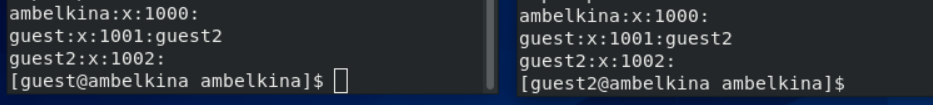 ambelkina:x:1000:
guest:x:1001:guest2
guest2:x:1002:
[guest@ambelkina ambelkina]$
ambelkina:x:1000:
guest:x:1001:guest2
guest2:x:1002:
[guest2@ambelkina ambelkina]$